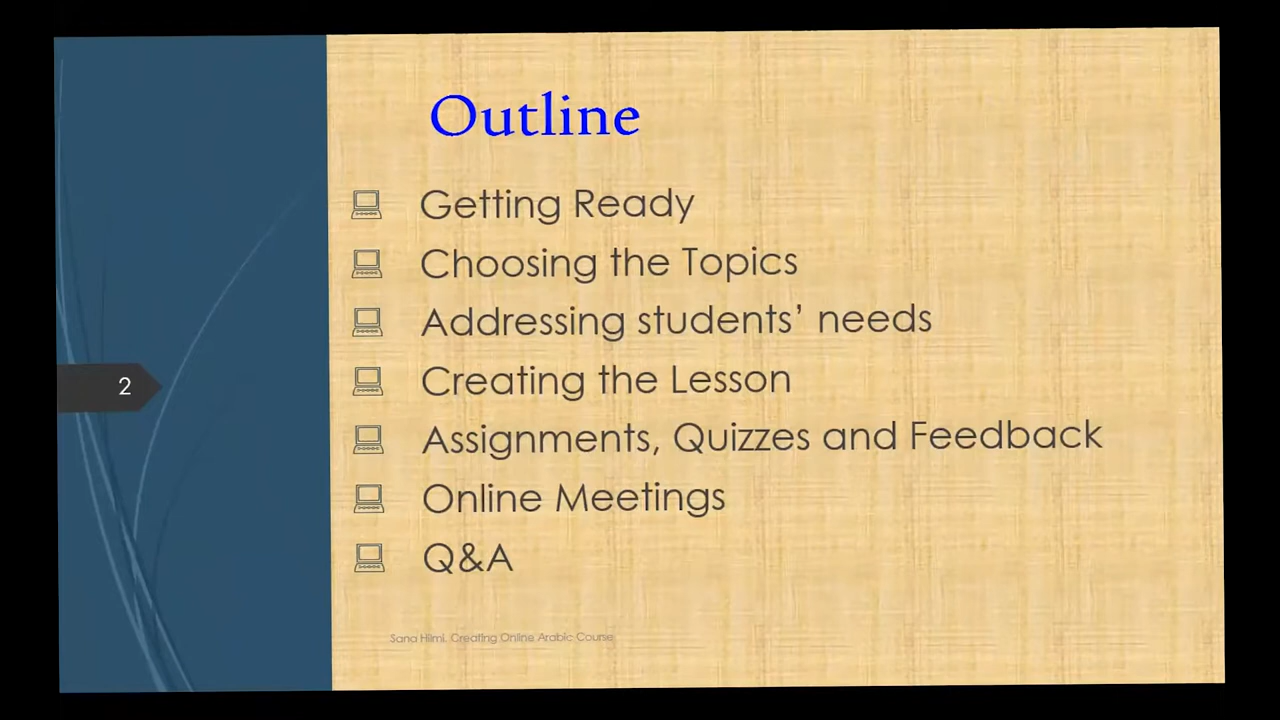 Outline
Getting Ready
Choosing the Topics
Addressing students’ needs
2
Creating the Lesson
Assignments, Quizzes and Feedback
Online Meetings
Q&A
Sana Hilmi, Creating Online Arabic Course